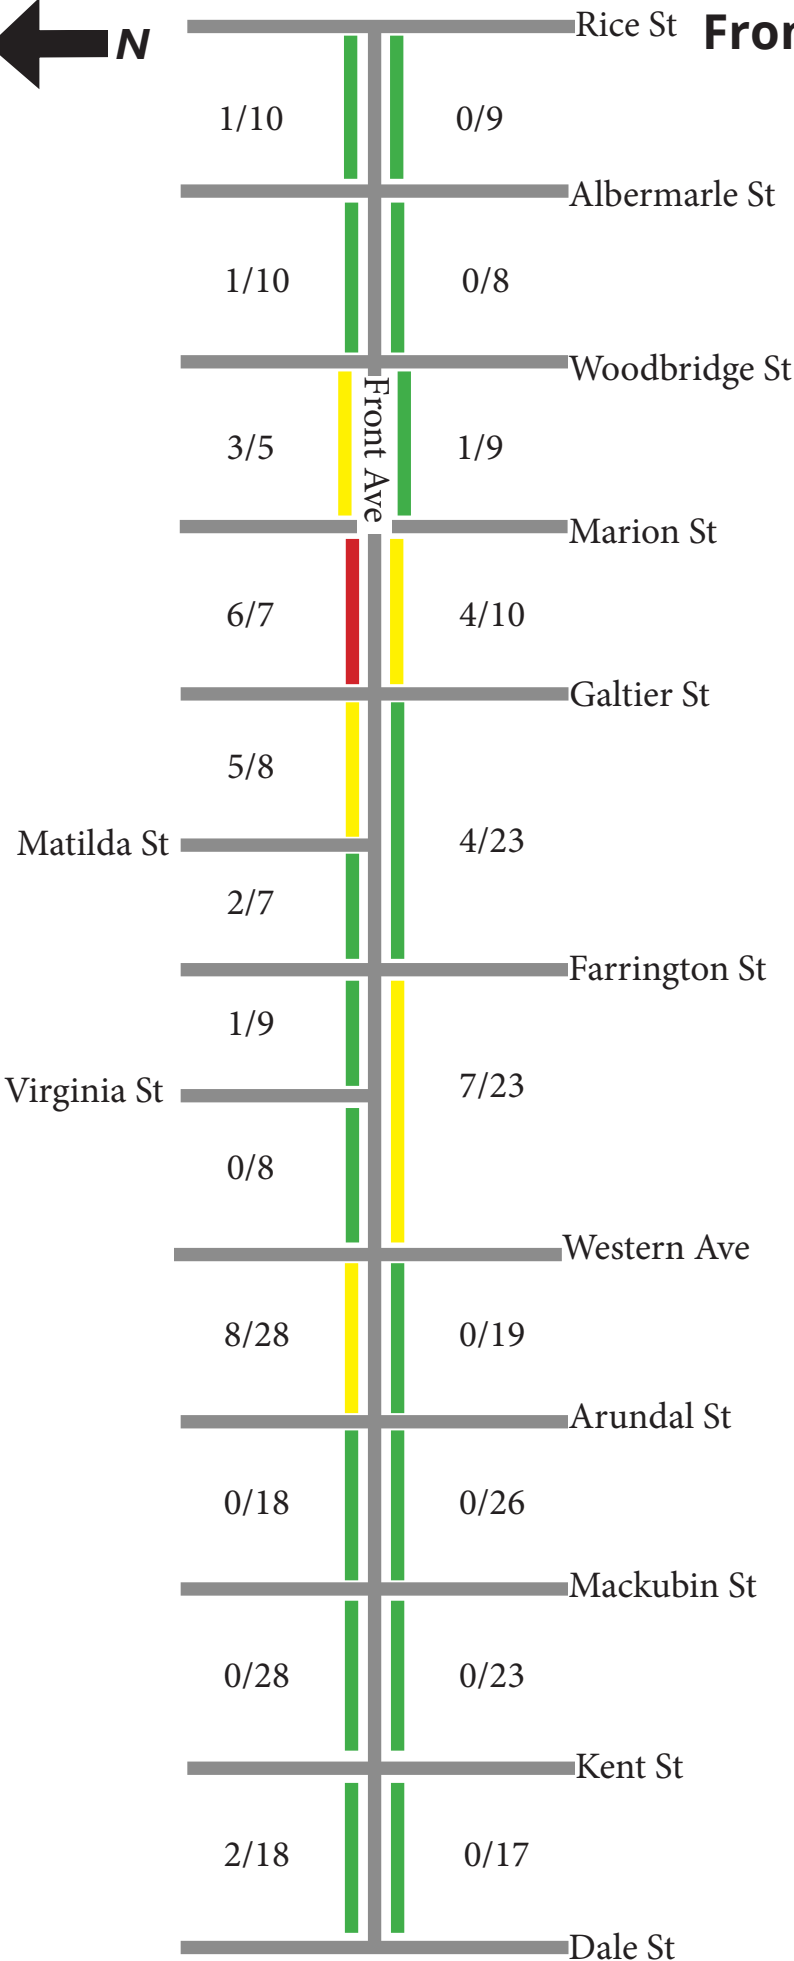 N
Rice St
1/10
0/9
Albermarle St
1/10
0/8
Woodbridge St
Front Ave
3/5
1/9
Marion St
6/7
4/10
Galtier St
5/8
Matilda St
4/23
2/7
Farrington St
1/9
Virginia St
7/23
0/8
Western Ave
8/28
0/19
Arundal St
0/18
0/26
Mackubin St
0/28
0/23
Kent St
2/18
0/17
Dale St